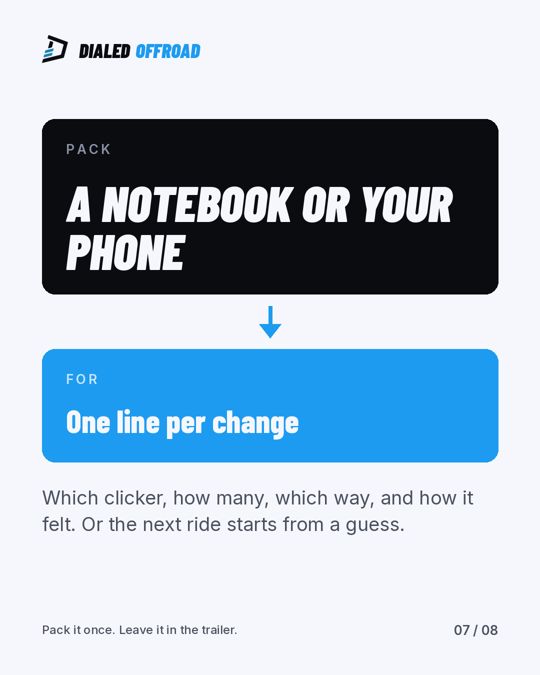 DIALED OFFROAD
PACK
A NOTEBOOK OR YOUR
PHONE
FOR
One line per change
Which clicker, how many, which way, and how it
felt. Or the next ride starts from a guess.
Pack it once. Leave it in the trailer.
07 / 08